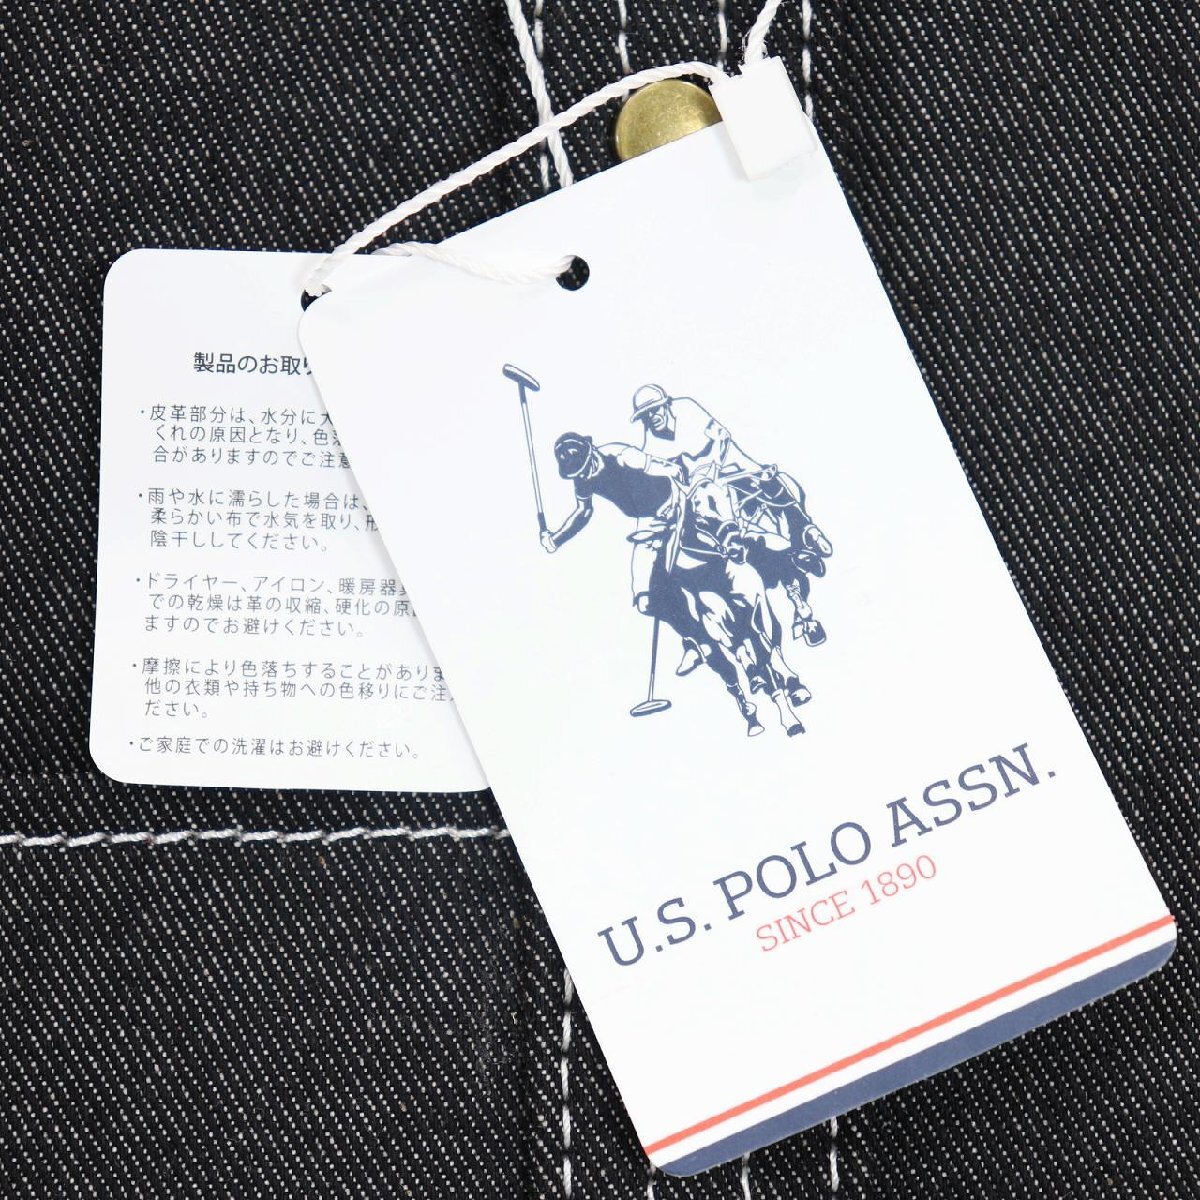 製品のお取り
・皮革部分は、水分に大
くれの原因となり、色落
合がありますのでご注意
・雨や水に濡らした場合は、
柔らかい布で水気を取り、形
陰干ししてください。
・ドライヤー、アイロン、暖房器具
での乾燥は革の収縮、硬化の原因
ますのでお避けください。
・摩擦により色落ちすることがありま
他の衣類や持ち物への色移りにご注
ださい。
・ご家庭での洗濯はお避けください。
U.S. POLO ASSN.
SINCE 1890